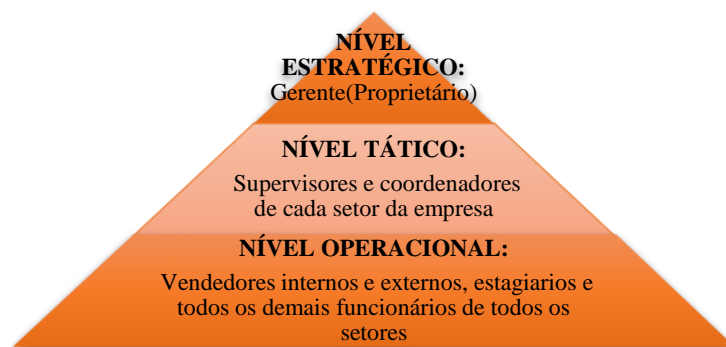 NÍVEL
ESTRATÉGICO:
Gerente(Proprietário)
NÍVEL TÁTICO:
Supervisores e coordenadores
de cada setor da empresa
NÍVEL OPERACIONAL:
Vendedores internos e externos, estagiarios e
todos os demais funcionários de todos os
setores